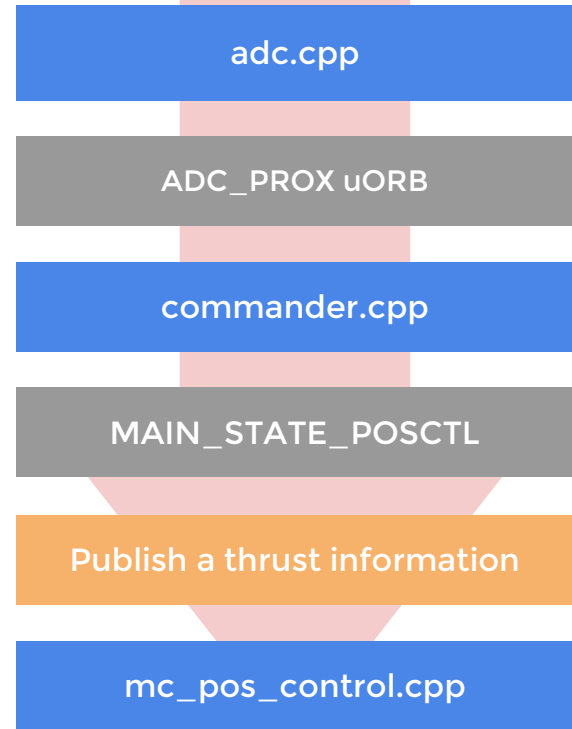 adc.cpp
ADC_PROX uORB
commander.cpp
MAIN_STATE_POSCTL
Publish a thrust information
mc_pos_control.cpp